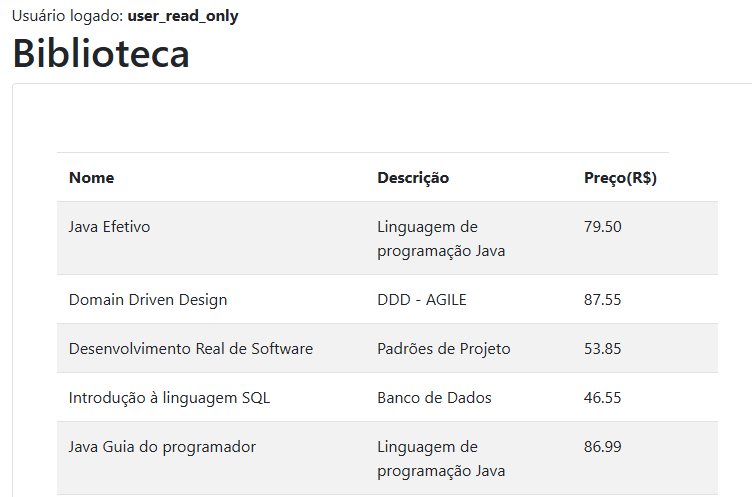 Usuário logado: user_read_only
Biblioteca
Nome Descrição Preço(R$)
Java Efetivo Linguagem de programação Java 79.50
Domain Driven Design DDD - AGILE 87.55
Desenvolvimento Real de Software Padrões de Projeto 53.85
Introdução à linguagem SQL Banco de Dados 46.55
Java Guia do programador Linguagem de programação Java 86.99